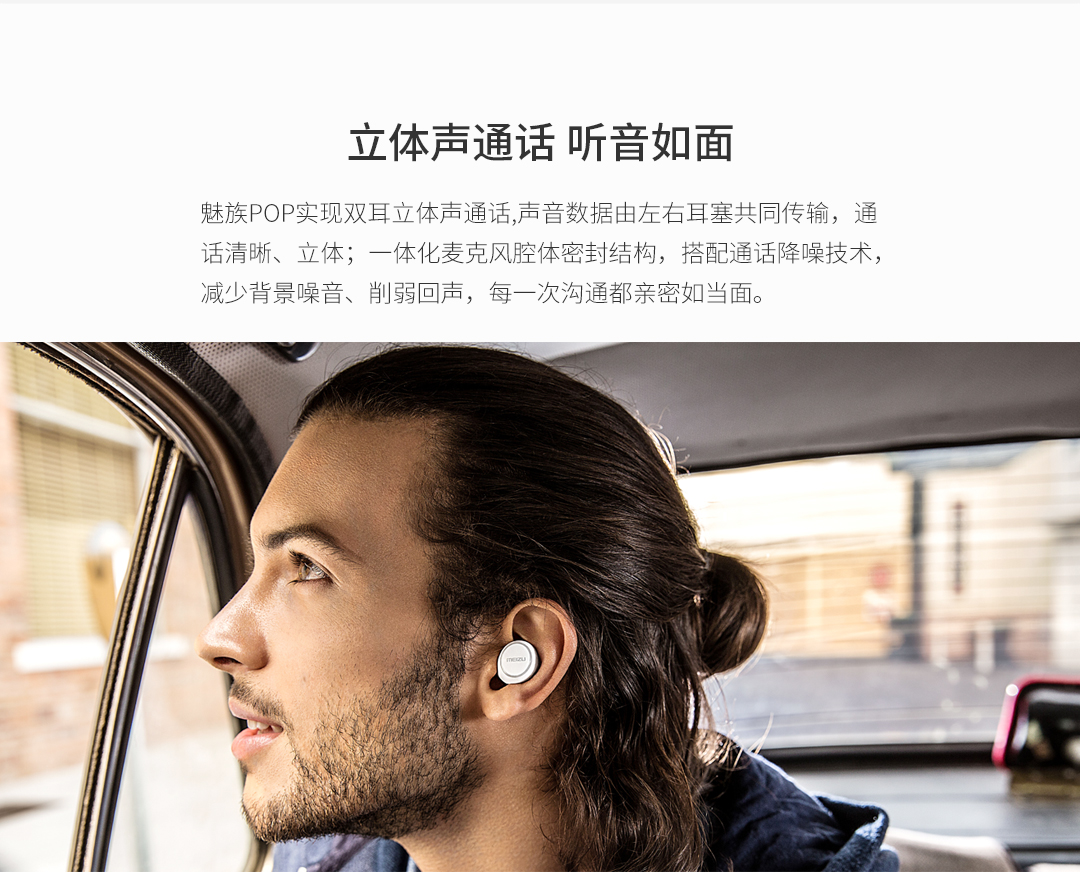 立体声通话 听音如面
魅族POP实现双耳立体声通话,声音数据由左右耳塞共同传输，通
话清晰、立体；一体化麦克风腔体密封结构，搭配通话降噪技术，
减少背景噪音、削弱回声，每一次沟通都亲密如当面。
MEIZU